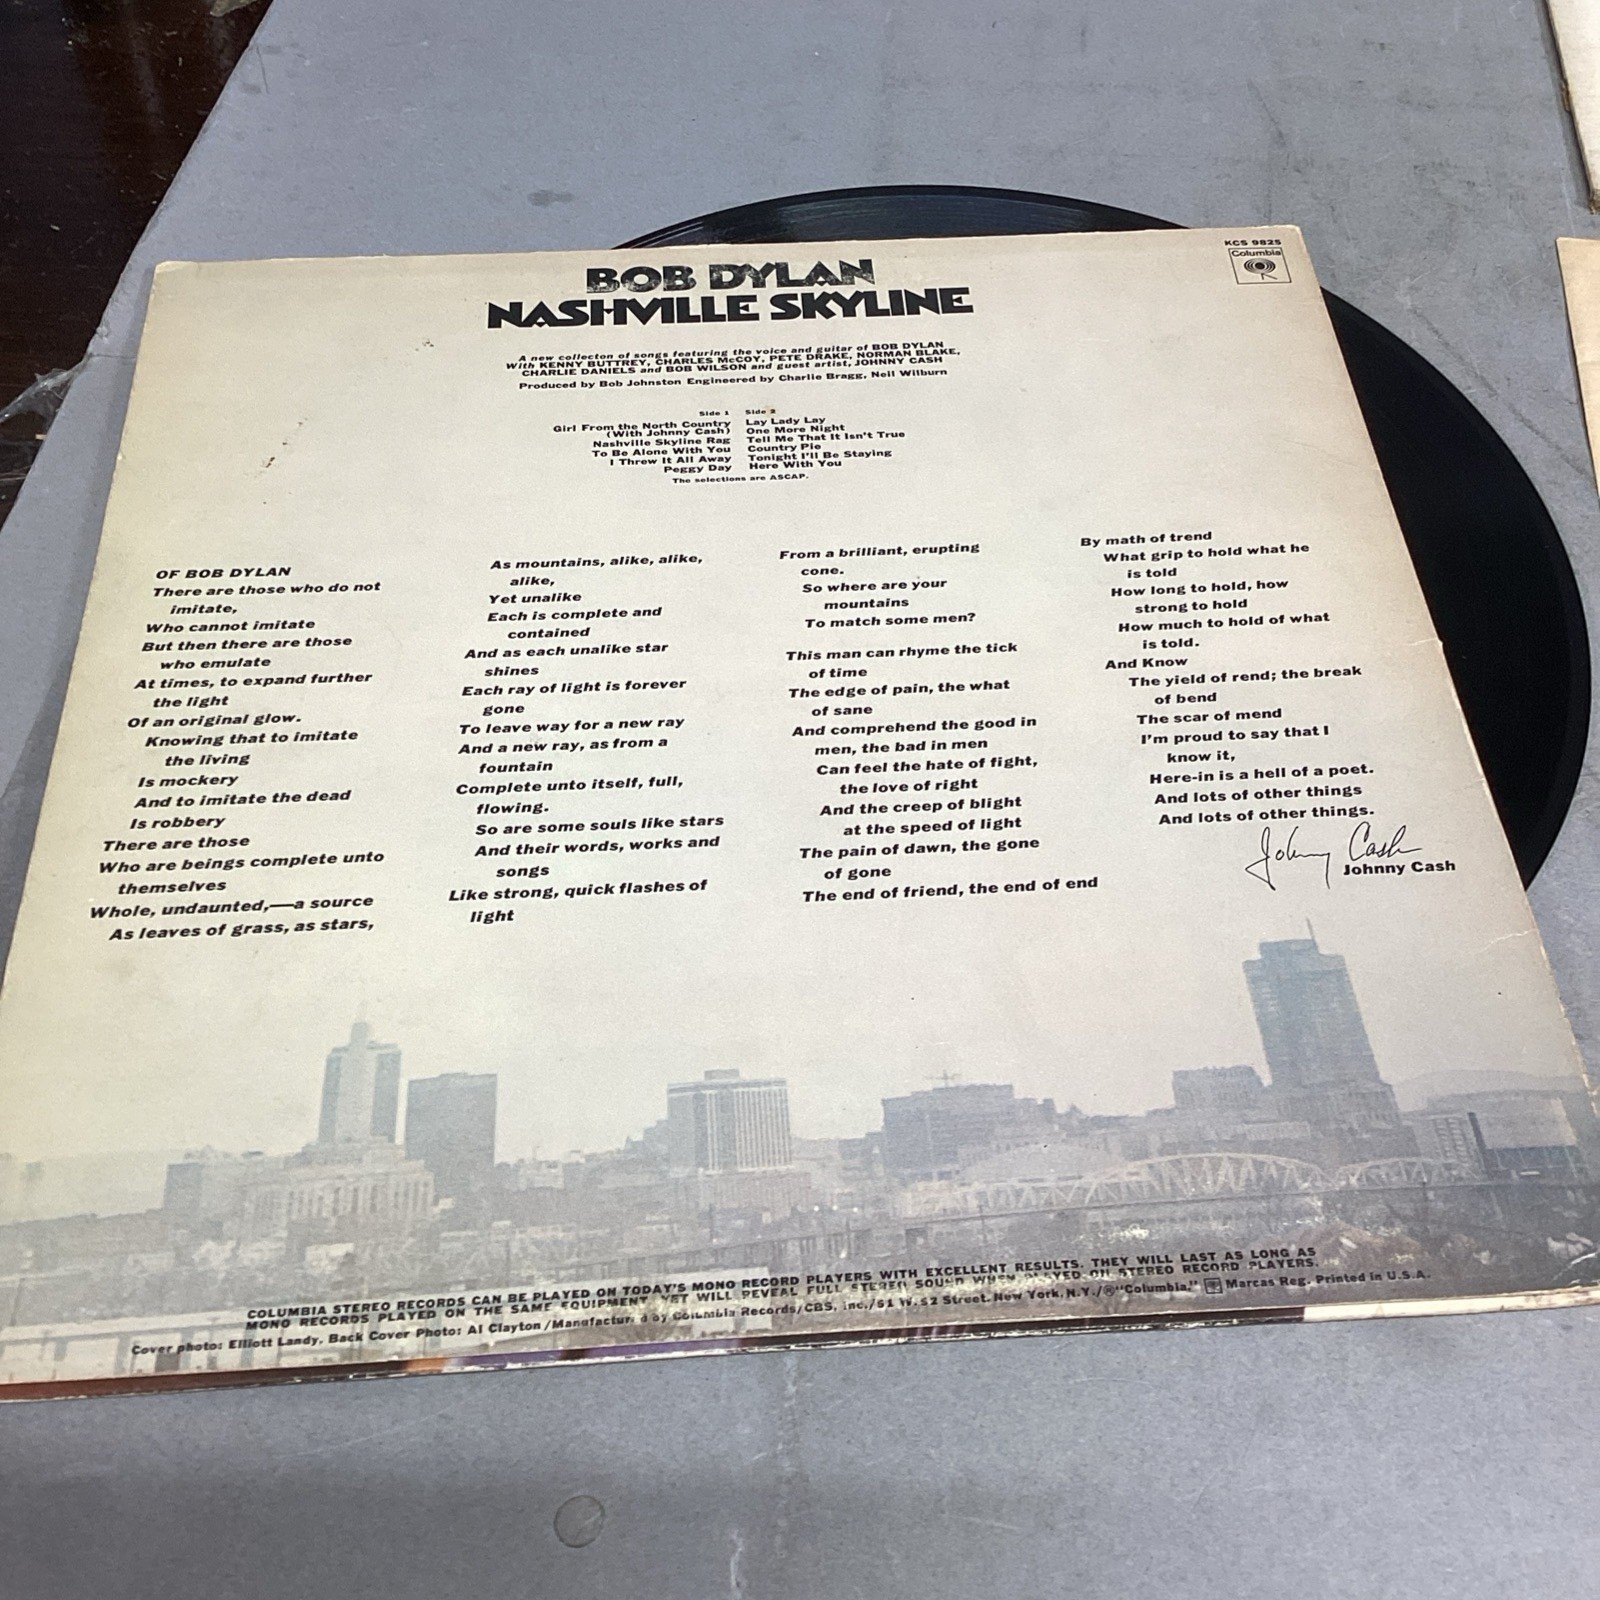 KCS 9825
Columbia
BOB DYLAN
NASHVILLE SKYLINE
A new collecton of songs featuring the voice and guitar of BOB DYLAN
With KENNY BUTTREY, CHARLES McCOY, PETE DRAKE, NORMAN BLAKE,
CHARLIE DANIELS and BOB WILSON and guest artist, JOHNNY CASH
Produced by Bob Johnston Engineered by Charlie Bragg, Neil Wilburn
Side 1
Girl From the North Country
(With Johnny Cash)
Nashville Skyline Rag
To Be Alone With You
I Threw It All Away
Peggy Day
Side 2
Lay Lady Lay
One More Night
Tell Me That It Isn't True
Country Pie
Tonight I'll Be Staying
Here With You
The selections are ASCAP.
OF BOB DYLAN
There are those who do not
imitate,
Who cannot imitate
But then there are those
who emulate
At times, to expand further
the light
Of an original glow.
Knowing that to imitate
the living
Is mockery
And to imitate the dead
Is robbery
There are those
Who are beings complete unto
themselves
Whole, undaunted,—a source
As leaves of grass, as stars,
As mountains, alike, alike,
alike,
Yet unalike
Each is complete and
contained
And as each unalike star
shines
Each ray of light is forever
gone
To leave way for a new ray
And a new ray, as from a
fountain
Complete unto itself, full,
flowing.
So are some souls like stars
And their words, works and
songs
Like strong, quick flashes of
light
From a brilliant, erupting
cone.
So where are your
mountains
To match some men?
This man can rhyme the tick
of time
The edge of pain, the what
of sane
And comprehend the good in
men, the bad in men
Can feel the hate of fight,
the love of right
And the creep of blight
at the speed of light
The pain of dawn, the gone
of gone
The end of friend, the end of end
By math of trend
What grip to hold what he
is told
How long to hold, how
strong to hold
How much to hold of what
is told.
And Know
The yield of rend; the break
of bend
The scar of mend
I'm proud to say that I
know it,
Here-in is a hell of a poet.
And lots of other things
And lots of other things.
Johnny Cash
Johnny Cash
COLUMBIA STEREO RECORDS CAN BE PLAYED ON TODAY'S MONO RECORD PLAYERS WITH EXCELLENT RESULTS. THEY WILL LAST AS LONG AS
MONO RECORDS PLAYED ON THE SAME EQUIPMENT YET WILL REVEAL FULL STEREO SOUND WHEN PLAYED ON STEREO RECORD PLAYERS.
Cover photo: Elliott Landy. Back Cover Photo: Al Clayton/Manufactured by Columbia Records/CBS, Inc./51 W. 52 Street, New York, N.Y./® "Columbia," Marcas Reg. Printed in U.S.A.